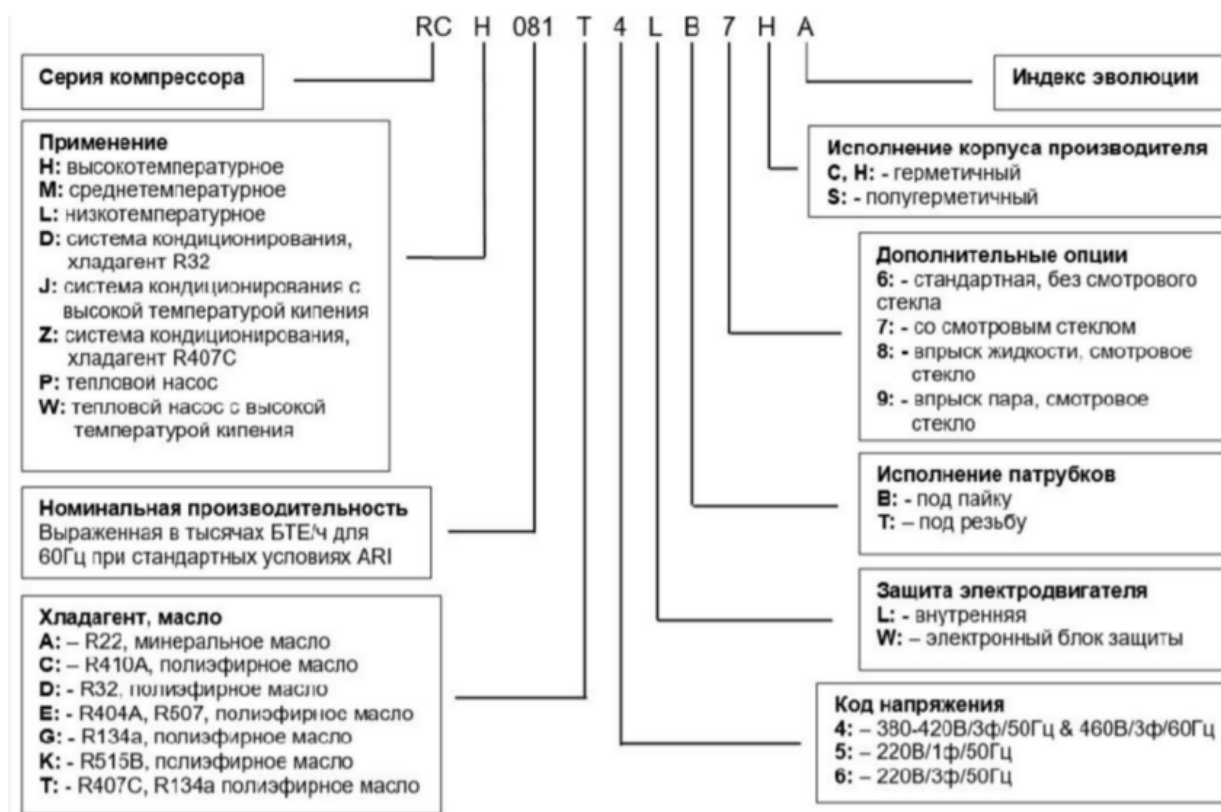 RC H 081 T 4 L B 7 H A
Серия компрессора
Применение
H: высокотемпературное
M: среднетемпературное
L: низкотемпературное
D: система кондиционирования,
хладагент R32
J: система кондиционирования с
высокой температурой кипения
Z: система кондиционирования,
хладагент R407C
P: тепловой насос
W: тепловой насос с высокой
температурой кипения
Номинальная производительность
Выраженная в тысячах БТЕ/ч для
60Гц при стандартных условиях ARI
Хладагент, масло
A: – R22, минеральное масло
C: – R410A, полиэфирное масло
D: - R32, полиэфирное масло
E: - R404A, R507, полиэфирное масло
G: - R134a, полиэфирное масло
K: - R515B, полиэфирное масло
T: - R407C, R134a полиэфирное масло
Индекс эволюции
Исполнение корпуса производителя
C, H: - герметичный
S: - полугерметичный
Дополнительные опции
6: - стандартная, без смотрового
стекла
7: - со смотровым стеклом
8: - впрыск жидкости, смотровое
стекло
9: - впрыск пара, смотровое
стекло
Исполнение патрубков
B: - под пайку
T: – под резьбу
Защита электродвигателя
L: - внутренняя
W: – электронный блок защиты
Код напряжения
4: – 380-420В/3ф/50Гц & 460В/3ф/60Гц
5: – 220В/1ф/50Гц
6: – 220В/3ф/50Гц